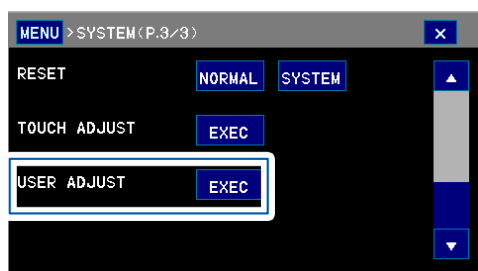 MENU >SYSTEM(P.3/3) ×
RESET NORMAL SYSTEM ▲
TOUCH ADJUST EXEC
USER ADJUST EXEC
▼